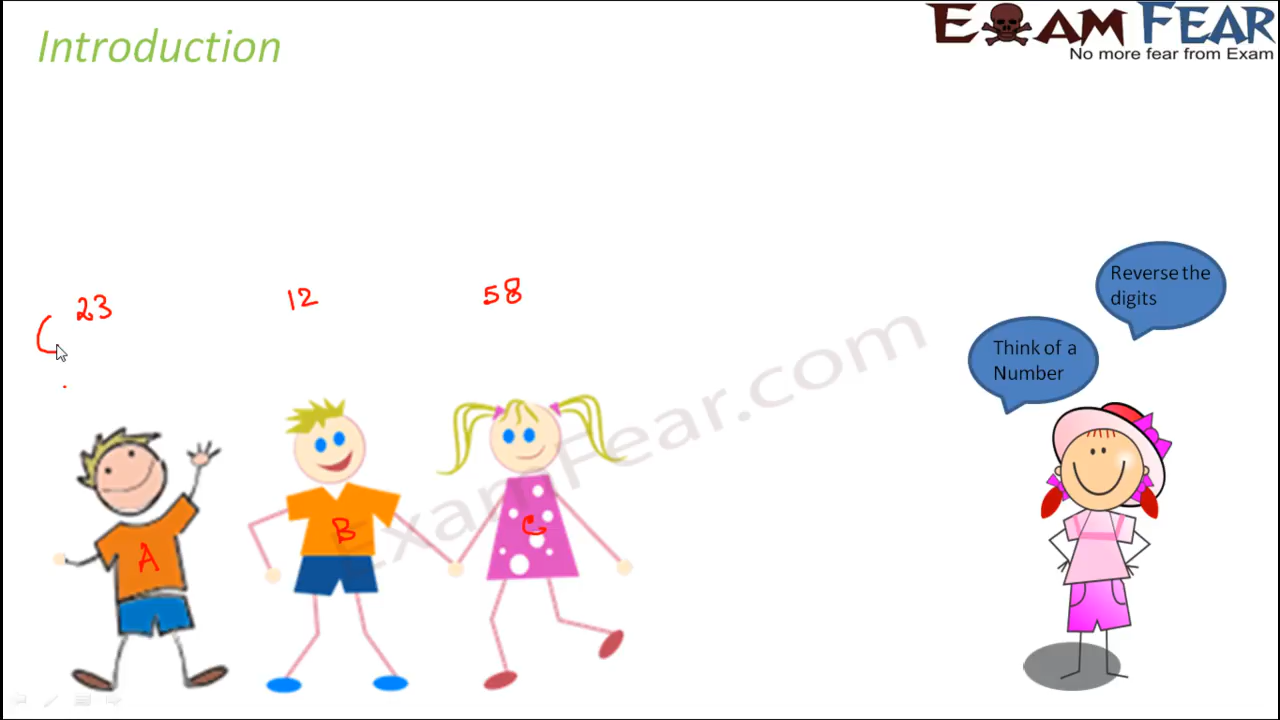 Introduction
EXAM FEAR
No more fear from Exam
23
12
58
Reverse the
digits
Think of a
Number
A
B
C
ExamFear.com